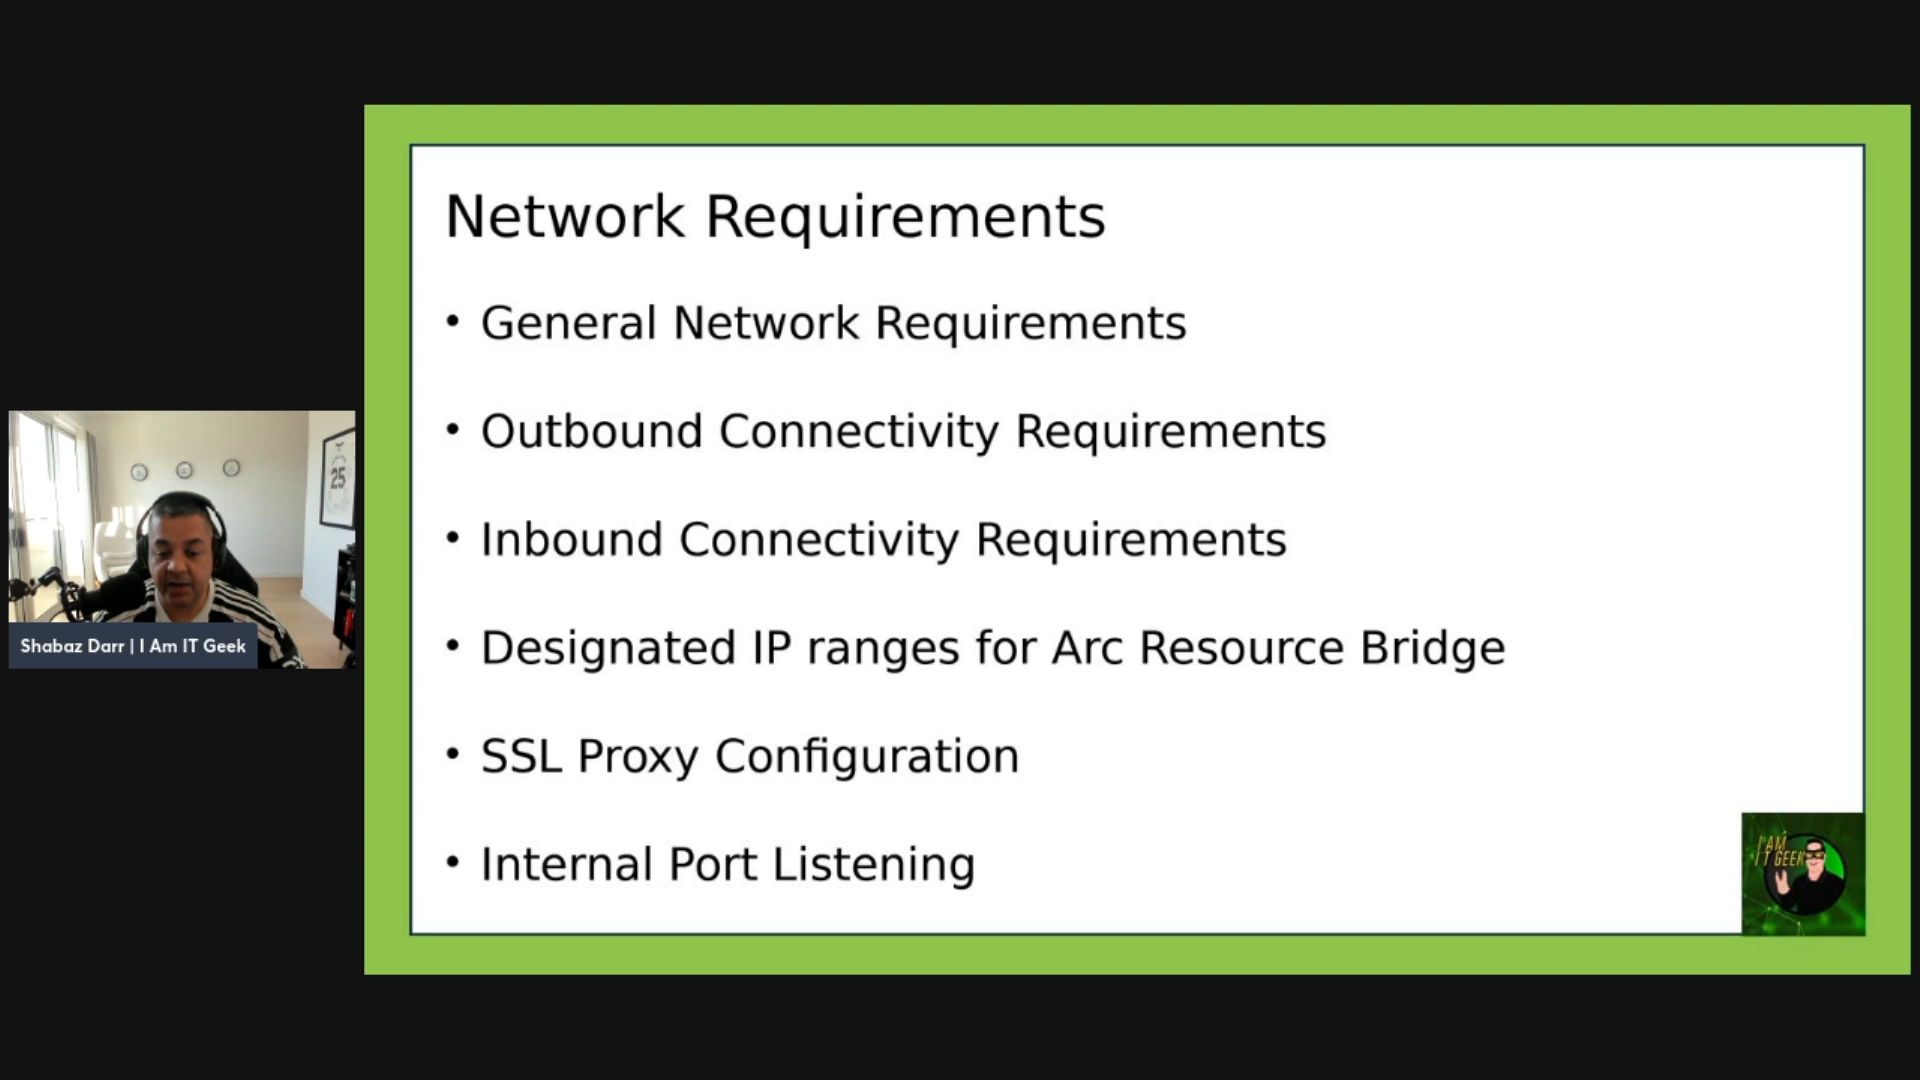 Network Requirements
• General Network Requirements
• Outbound Connectivity Requirements
• Inbound Connectivity Requirements
• Designated IP ranges for Arc Resource Bridge
• SSL Proxy Configuration
• Internal Port Listening
25
Shabaz Darr | I Am IT Geek
I AM
IT GEEK